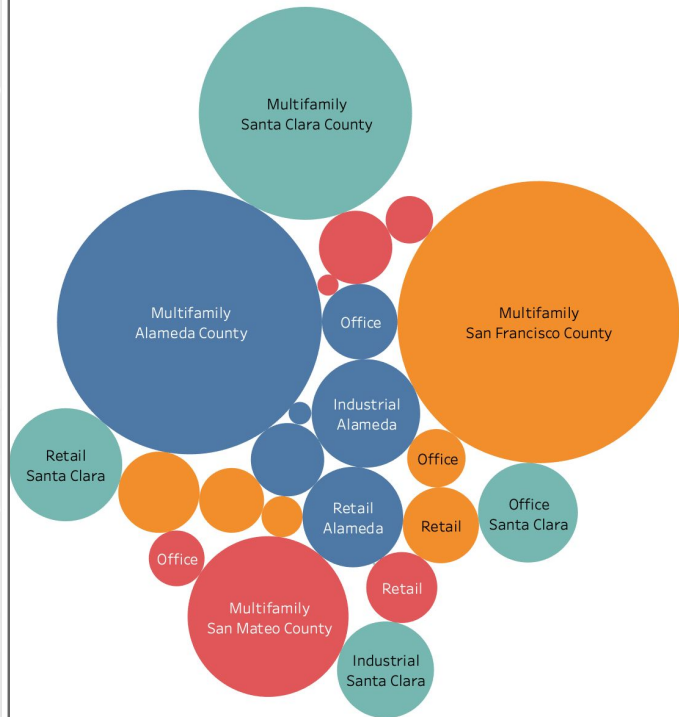 Multifamily
Santa Clara County
Multifamily
Alameda County
Office
Multifamily
San Francisco County
Industrial
Alameda
Retail
Santa Clara
Office
Retail
Alameda
Retail
Office
Santa Clara
Office
Retail
Multifamily
San Mateo County
Industrial
Santa Clara